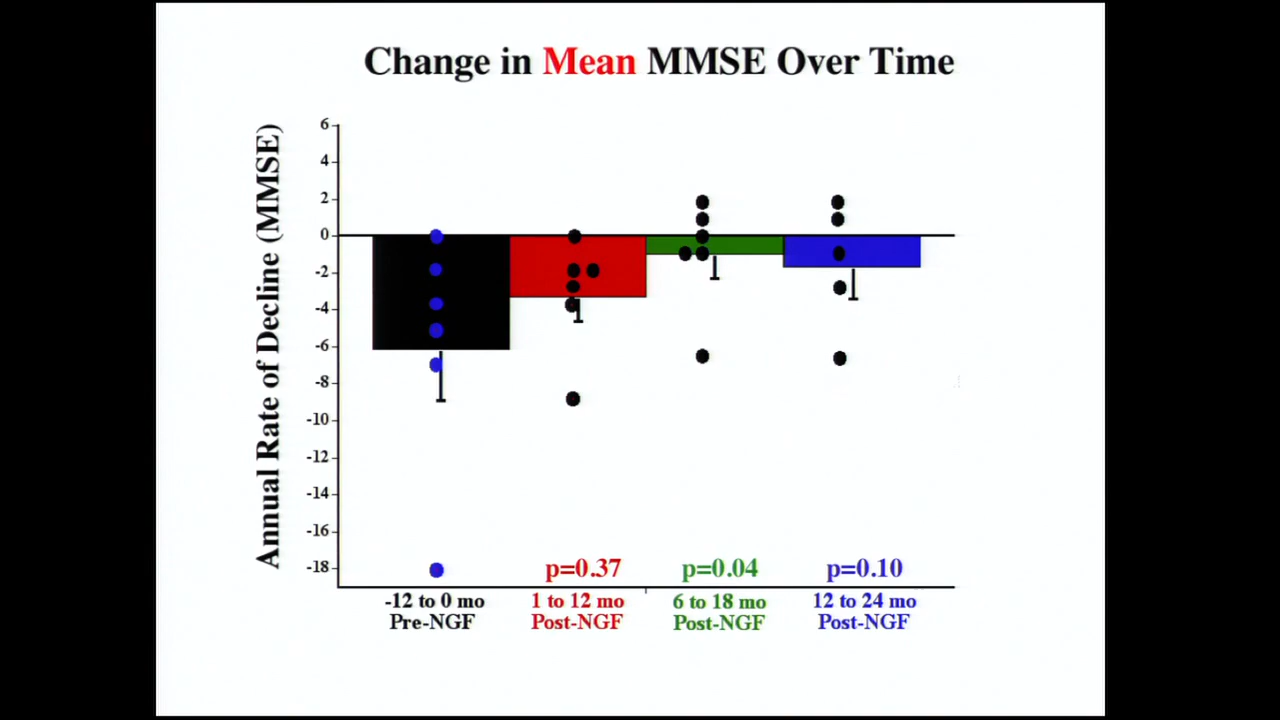 Change in Mean MMSE Over Time
Annual Rate of Decline (MMSE)
6
4
2
0
-2
-4
-6
-8
-10
-12
-14
-16
-18
p=0.37
p=0.04
p=0.10
-12 to 0 mo
Pre-NGF
1 to 12 mo
Post-NGF
6 to 18 mo
Post-NGF
12 to 24 mo
Post-NGF